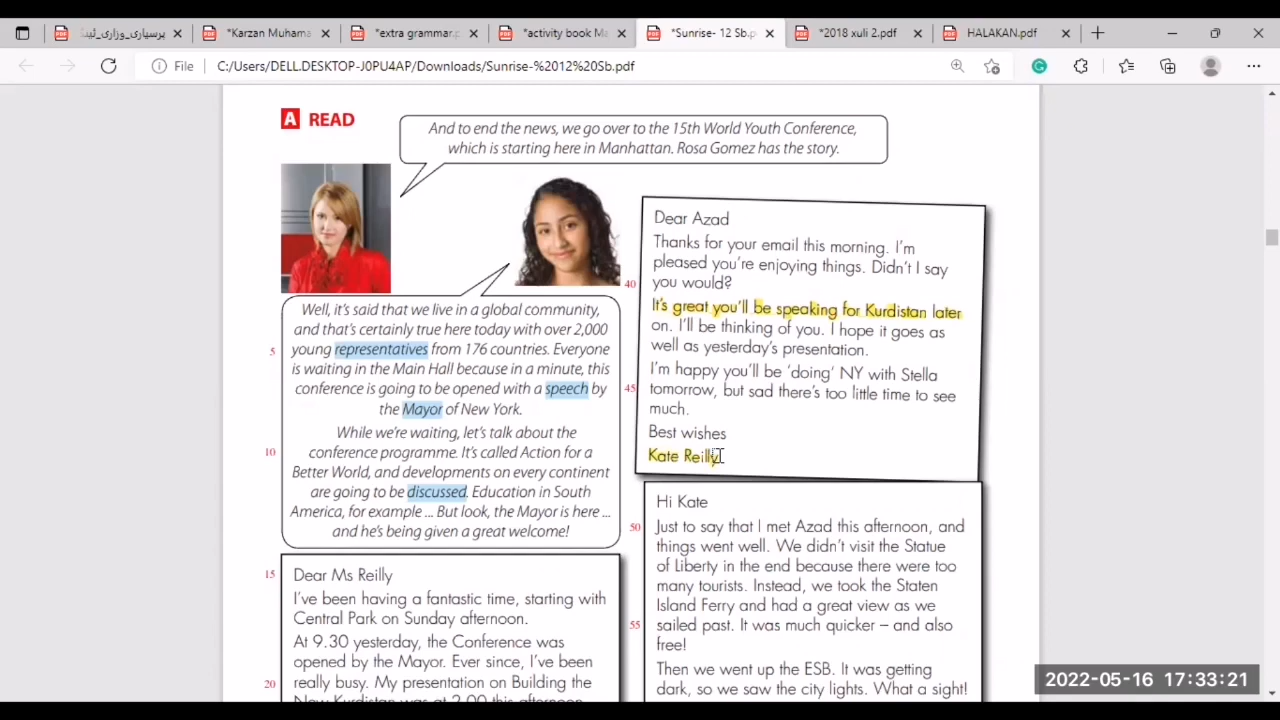 پرسیاری_وزاری_ئینگ
*Karzan Muhama
*extra grammar.p
*activity book Ma
*Sunrise- 12 Sb.p
*2018 xuli 2.pdf
HALAKAN.pdf
File C:/Users/DELL.DESKTOP-J0PU4AP/Downloads/Sunrise-%2012%20Sb.pdf
A READ
And to end the news, we go over to the 15th World Youth Conference,
which is starting here in Manhattan. Rosa Gomez has the story.
Well, it's said that we live in a global community,
and that's certainly true here today with over 2,000
5 young representatives from 176 countries. Everyone
is waiting in the Main Hall because in a minute, this
conference is going to be opened with a speech by
the Mayor of New York.
While we're waiting, let's talk about the
10 conference programme. It's called Action for a
Better World, and developments on every continent
are going to be discussed. Education in South
America, for example ... But look, the Mayor is here ...
and he's being given a great welcome!
15 Dear Ms Reilly
I've been having a fantastic time, starting with
Central Park on Sunday afternoon.
At 9.30 yesterday, the Conference was
opened by the Mayor. Ever since, I've been
20 really busy. My presentation on Building the
New Kurdistan was at 2.00 this afternoon
Dear Azad
Thanks for your email this morning. I'm
pleased you're enjoying things. Didn't I say
40 you would?
It's great you'll be speaking for Kurdistan later
on. I'll be thinking of you. I hope it goes as
well as yesterday's presentation.
I'm happy you'll be 'doing' NY with Stella
45 tomorrow, but sad there's too little time to see
much.
Best wishes
Kate Reilly
Hi Kate
50 Just to say that I met Azad this afternoon, and
things went well. We didn't visit the Statue
of Liberty in the end because there were too
many tourists. Instead, we took the Staten
Island Ferry and had a great view as we
55 sailed past. It was much quicker – and also
free!
Then we went up the ESB. It was getting
dark, so we saw the city lights. What a sight!
2022-05-16 17:33:21